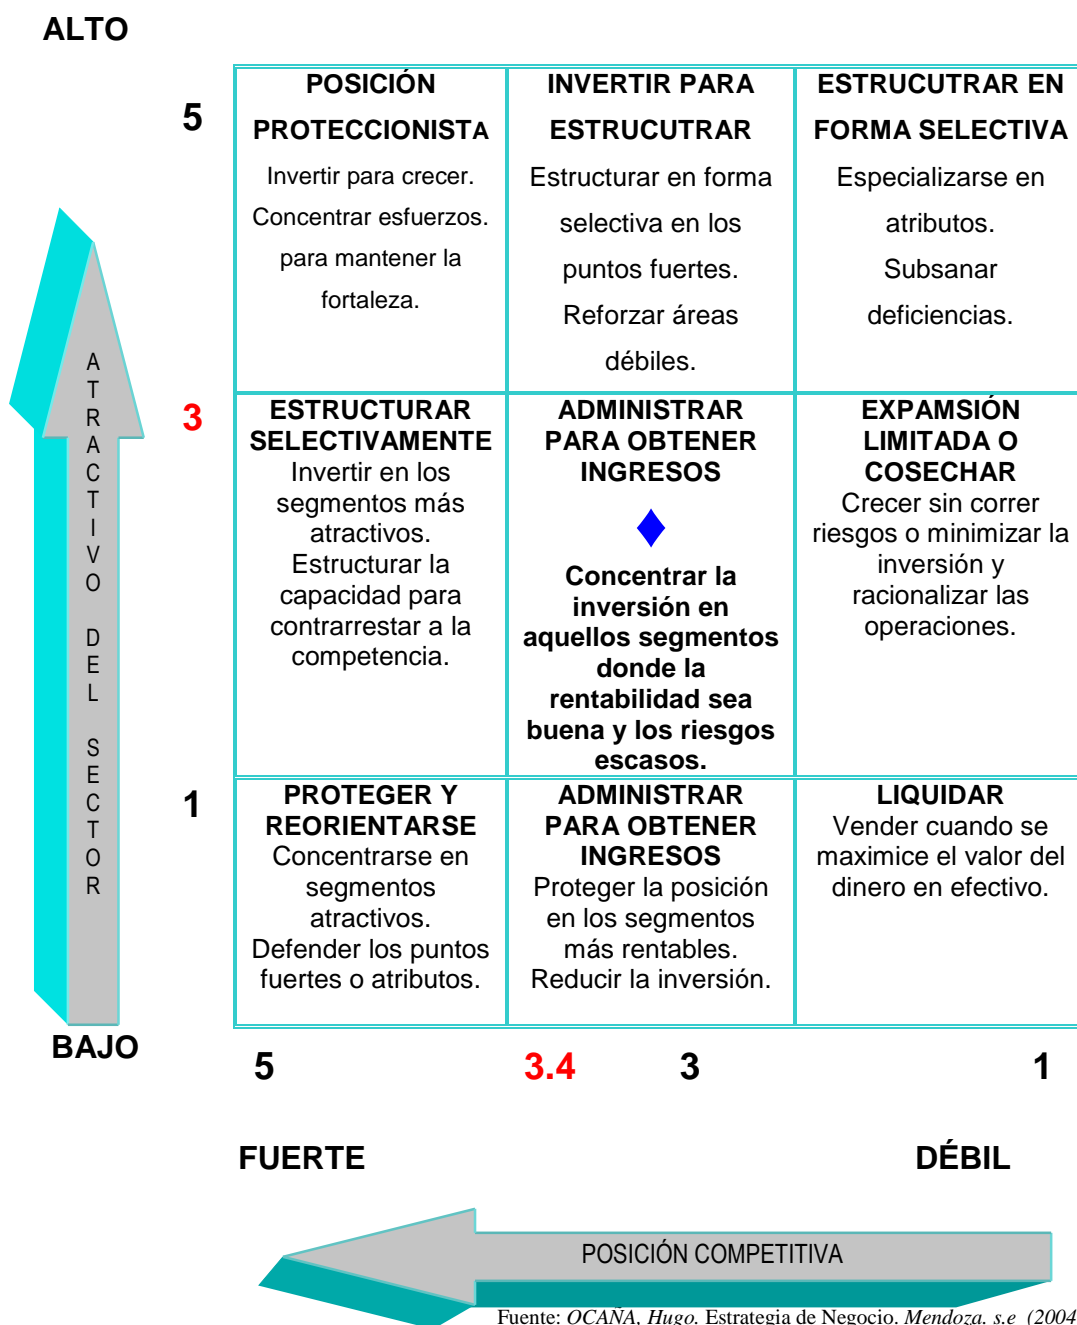 ALTO
5
POSICIÓN
PROTECCIONISTA
Invertir para crecer.
Concentrar esfuerzos.
para mantener la
fortaleza.
INVERTIR PARA
ESTRUCUTRAR
Estructurar en forma
selectiva en los
puntos fuertes.
Reforzar áreas
débiles.
ESTRUCUTRAR EN
FORMA SELECTIVA
Especializarse en
atributos.
Subsanar
deficiencias.
ATRACTIVO DEL SECTOR
3
ESTRUCTURAR
SELECTIVAMENTE
Invertir en los
segmentos más
atractivos.
Estructurar la
capacidad para
contrarrestar a la
competencia.
ADMINISTRAR
PARA OBTENER
INGRESOS
Concentrar la
inversión en
aquellos segmentos
donde la
rentabilidad sea
buena y los riesgos
escasos.
EXPAMSIÓN
LIMITADA O
COSECHAR
Crecer sin correr
riesgos o minimizar la
inversión y
racionalizar las
operaciones.
1
PROTEGER Y
REORIENTARSE
Concentrarse en
segmentos
atractivos.
Defender los puntos
fuertes o atributos.
ADMINISTRAR
PARA OBTENER
INGRESOS
Proteger la posición
en los segmentos
más rentables.
Reducir la inversión.
LIQUIDAR
Vender cuando se
maximice el valor del
dinero en efectivo.
BAJO
5 3.4 3 1
FUERTE DÉBIL
POSICIÓN COMPETITIVA
Fuente: OCAÑA, Hugo. Estrategia de Negocio. Mendoza. s.e (2004